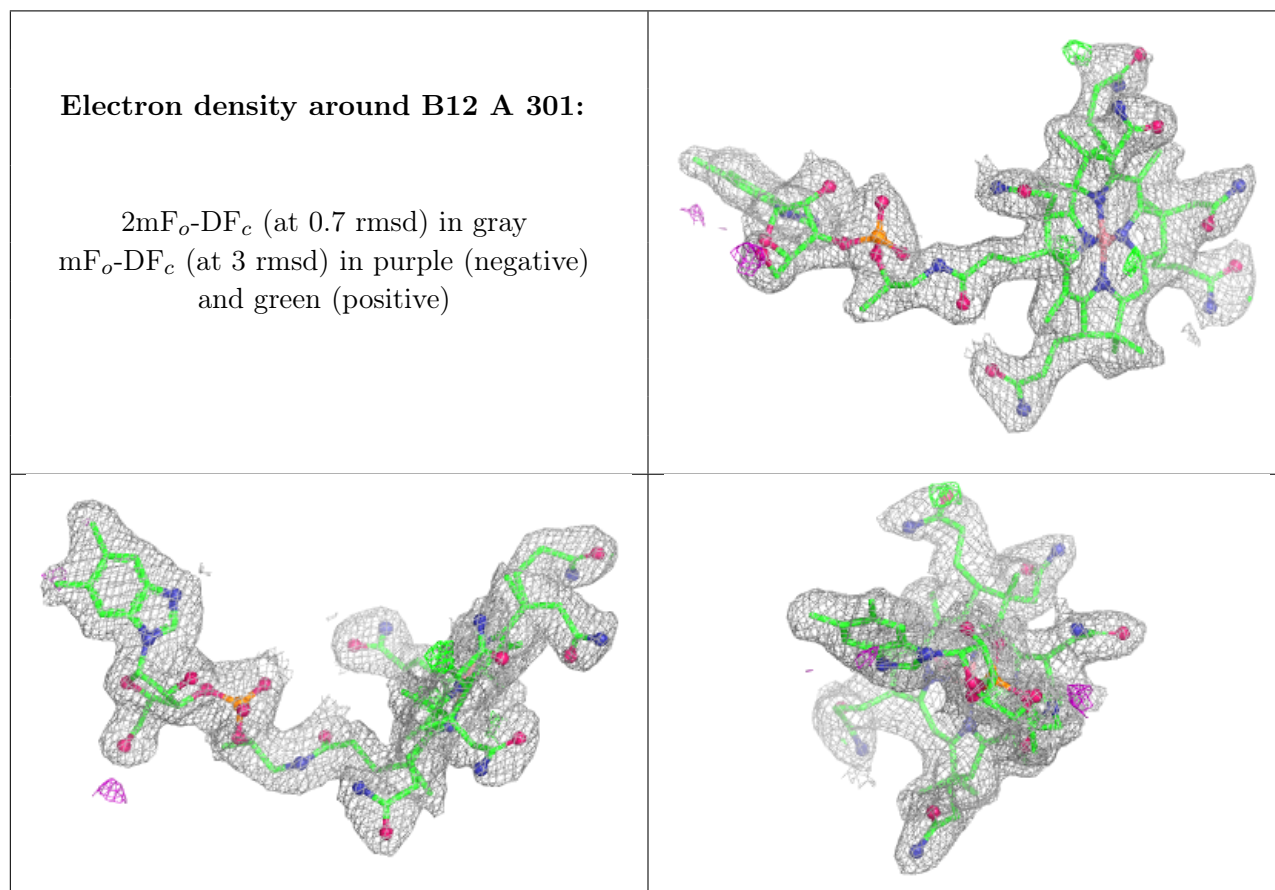 Electron density around B12 A 301:
2mFo-DFc (at 0.7 rmsd) in gray
mFo-DFc (at 3 rmsd) in purple (negative)
and green (positive)